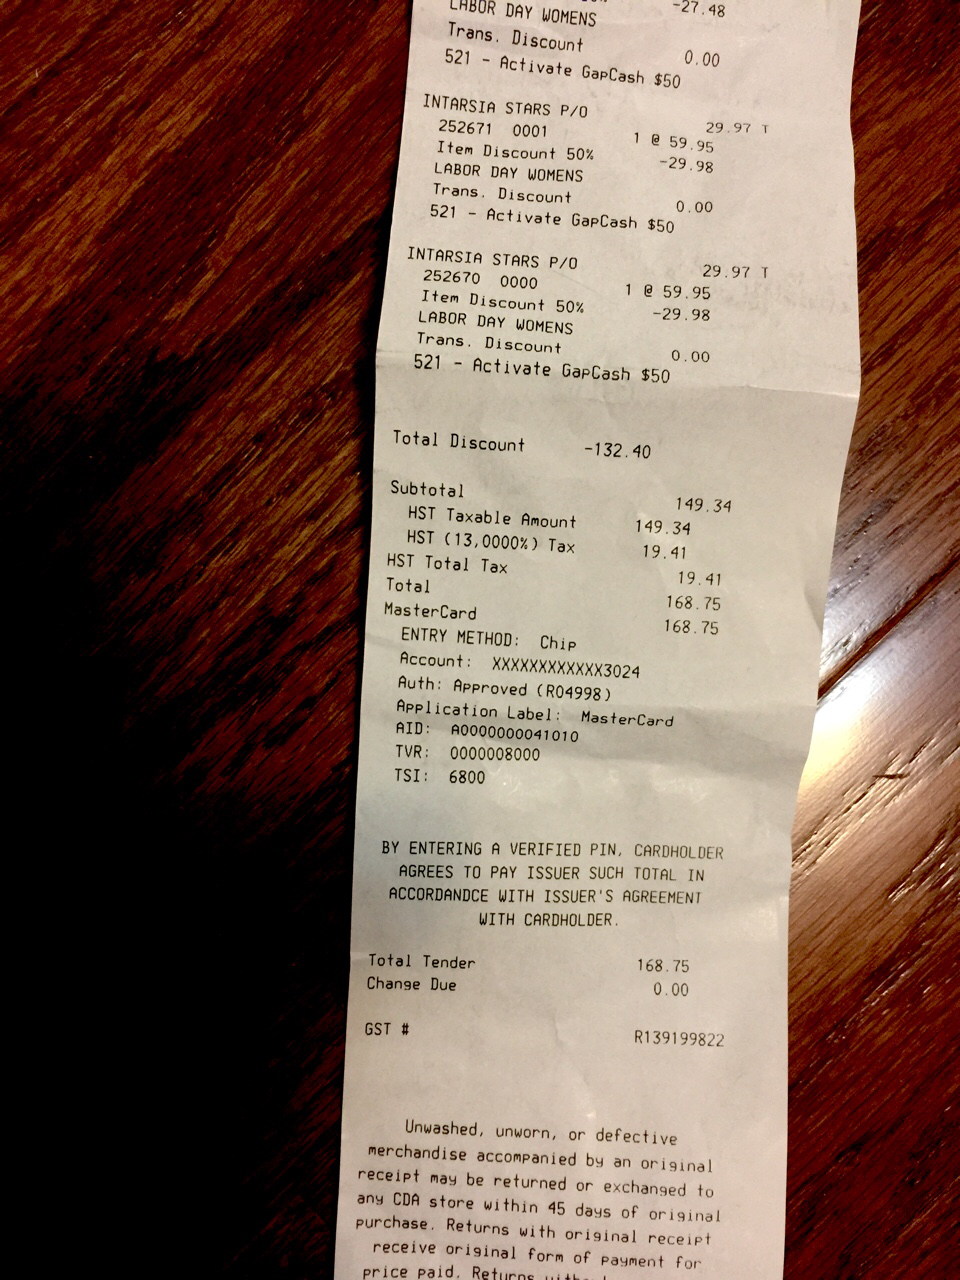 -27.48
LABOR DAY WOMENS
Trans. Discount 0.00
521 - Activate GapCash $50
INTARSIA STARS P/O 29.97 T
252671 0001 1 @ 59.95
Item Discount 50% -29.98
LABOR DAY WOMENS
Trans. Discount 0.00
521 - Activate GapCash $50
INTARSIA STARS P/O 29.97 T
252670 0000 1 @ 59.95
Item Discount 50% -29.98
LABOR DAY WOMENS
Trans. Discount 0.00
521 - Activate GapCash $50
Total Discount -132.40
Subtotal 149.34
HST Taxable Amount 149.34
HST (13,0000%) Tax 19.41
HST Total Tax 19.41
Total 168.75
MasterCard 168.75
ENTRY METHOD: Chip
Account: XXXXXXXXXXXX3024
Auth: Approved (R04998)
Application Label: MasterCard
AID: A0000000041010
TVR: 0000008000
TSI: 6800
BY ENTERING A VERIFIED PIN, CARDHOLDER
AGREES TO PAY ISSUER SUCH TOTAL IN
ACCORDANDCE WITH ISSUER'S AGREEMENT
WITH CARDHOLDER.
Total Tender 168.75
Change Due 0.00
GST # R139199822
Unwashed, unworn, or defective
merchandise accompanied by an original
receipt may be returned or exchanged to
any CDA store within 45 days of original
purchase. Returns with original receipt
receive original form of payment for
price paid. Returns